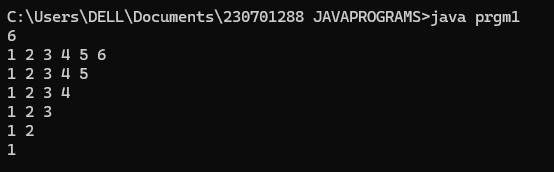 C:\Users\DELL\Documents\230701288 JAVAPROGRAMS>java prgm1
6
1 2 3 4 5 6
1 2 3 4 5
1 2 3 4
1 2 3
1 2
1